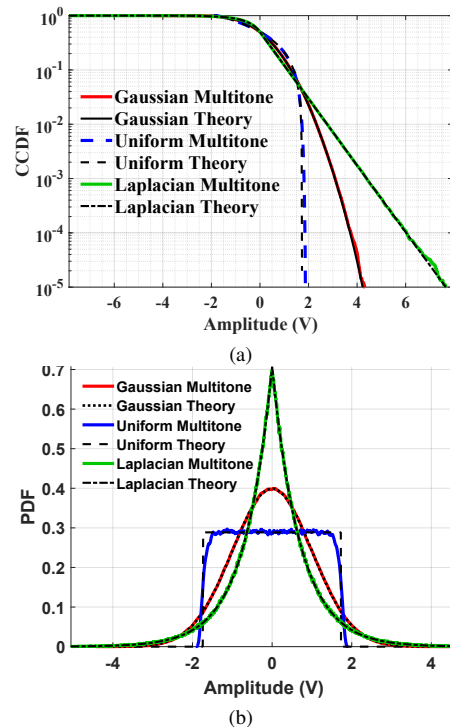 10^0
10^-1
10^-2
10^-3
10^-4
10^-5
CCDF
Gaussian Multitone
Gaussian Theory
Uniform Multitone
Uniform Theory
Laplacian Multitone
Laplacian Theory
-6 -4 -2 0 2 4 6
Amplitude (V)
(a)
0.7
0.6
0.5
0.4
0.3
0.2
0.1
0
PDF
Gaussian Multitone
Gaussian Theory
Uniform Multitone
Uniform Theory
Laplacian Multitone
Laplacian Theory
-4 -2 0 2 4
Amplitude (V)
(b)